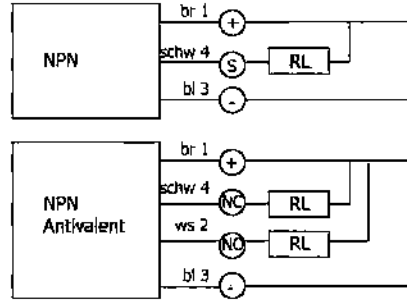 br 1
+
NPN
schw 4
S
RL
bl 3
-
br 1
+
schw 4
NPN
NC
RL
Antivalent
ws 2
NO
RL
bl 3
-